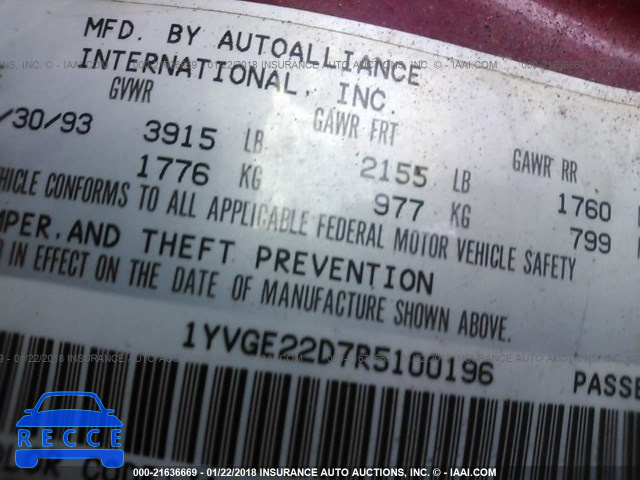 MFD. BY AUTOALLIANCE
INTERNATIONAL, INC.
GVWR GAWR FRT GAWR RR
/30/93 3915 LB 2155 LB 1760
1776 KG 977 KG 799
HICLE CONFORMS TO ALL APPLICABLE FEDERAL MOTOR VEHICLE SAFETY
MPER, AND THEFT PREVENTION
IN EFFECT ON THE DATE OF MANUFACTURE SHOWN ABOVE.
1YVGE22D7R5100196 PASSE
RECCE
000-21636669 - 01/22/2018 INSURANCE AUTO AUCTIONS, INC. - © - IAAI.COM